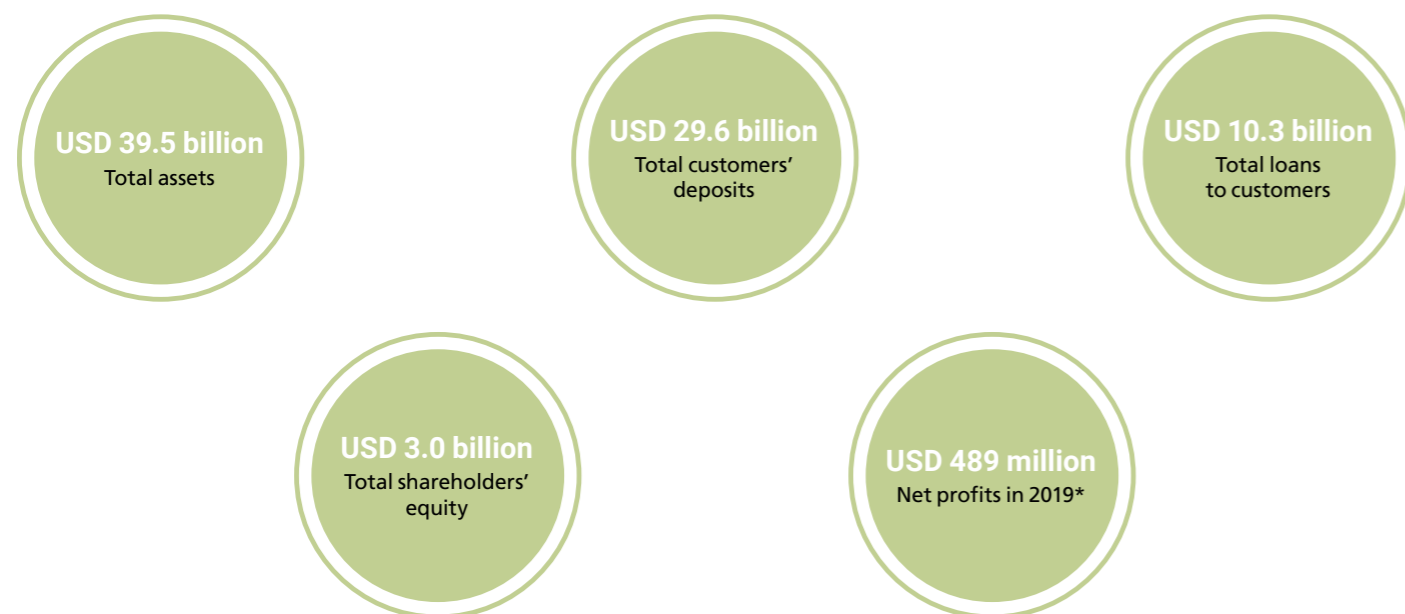 USD 39.5 billion
Total assets
USD 29.6 billion
Total customers’
deposits
USD 10.3 billion
Total loans
to customers
USD 3.0 billion
Total shareholders’
equity
USD 489 million
Net profits in 2019*